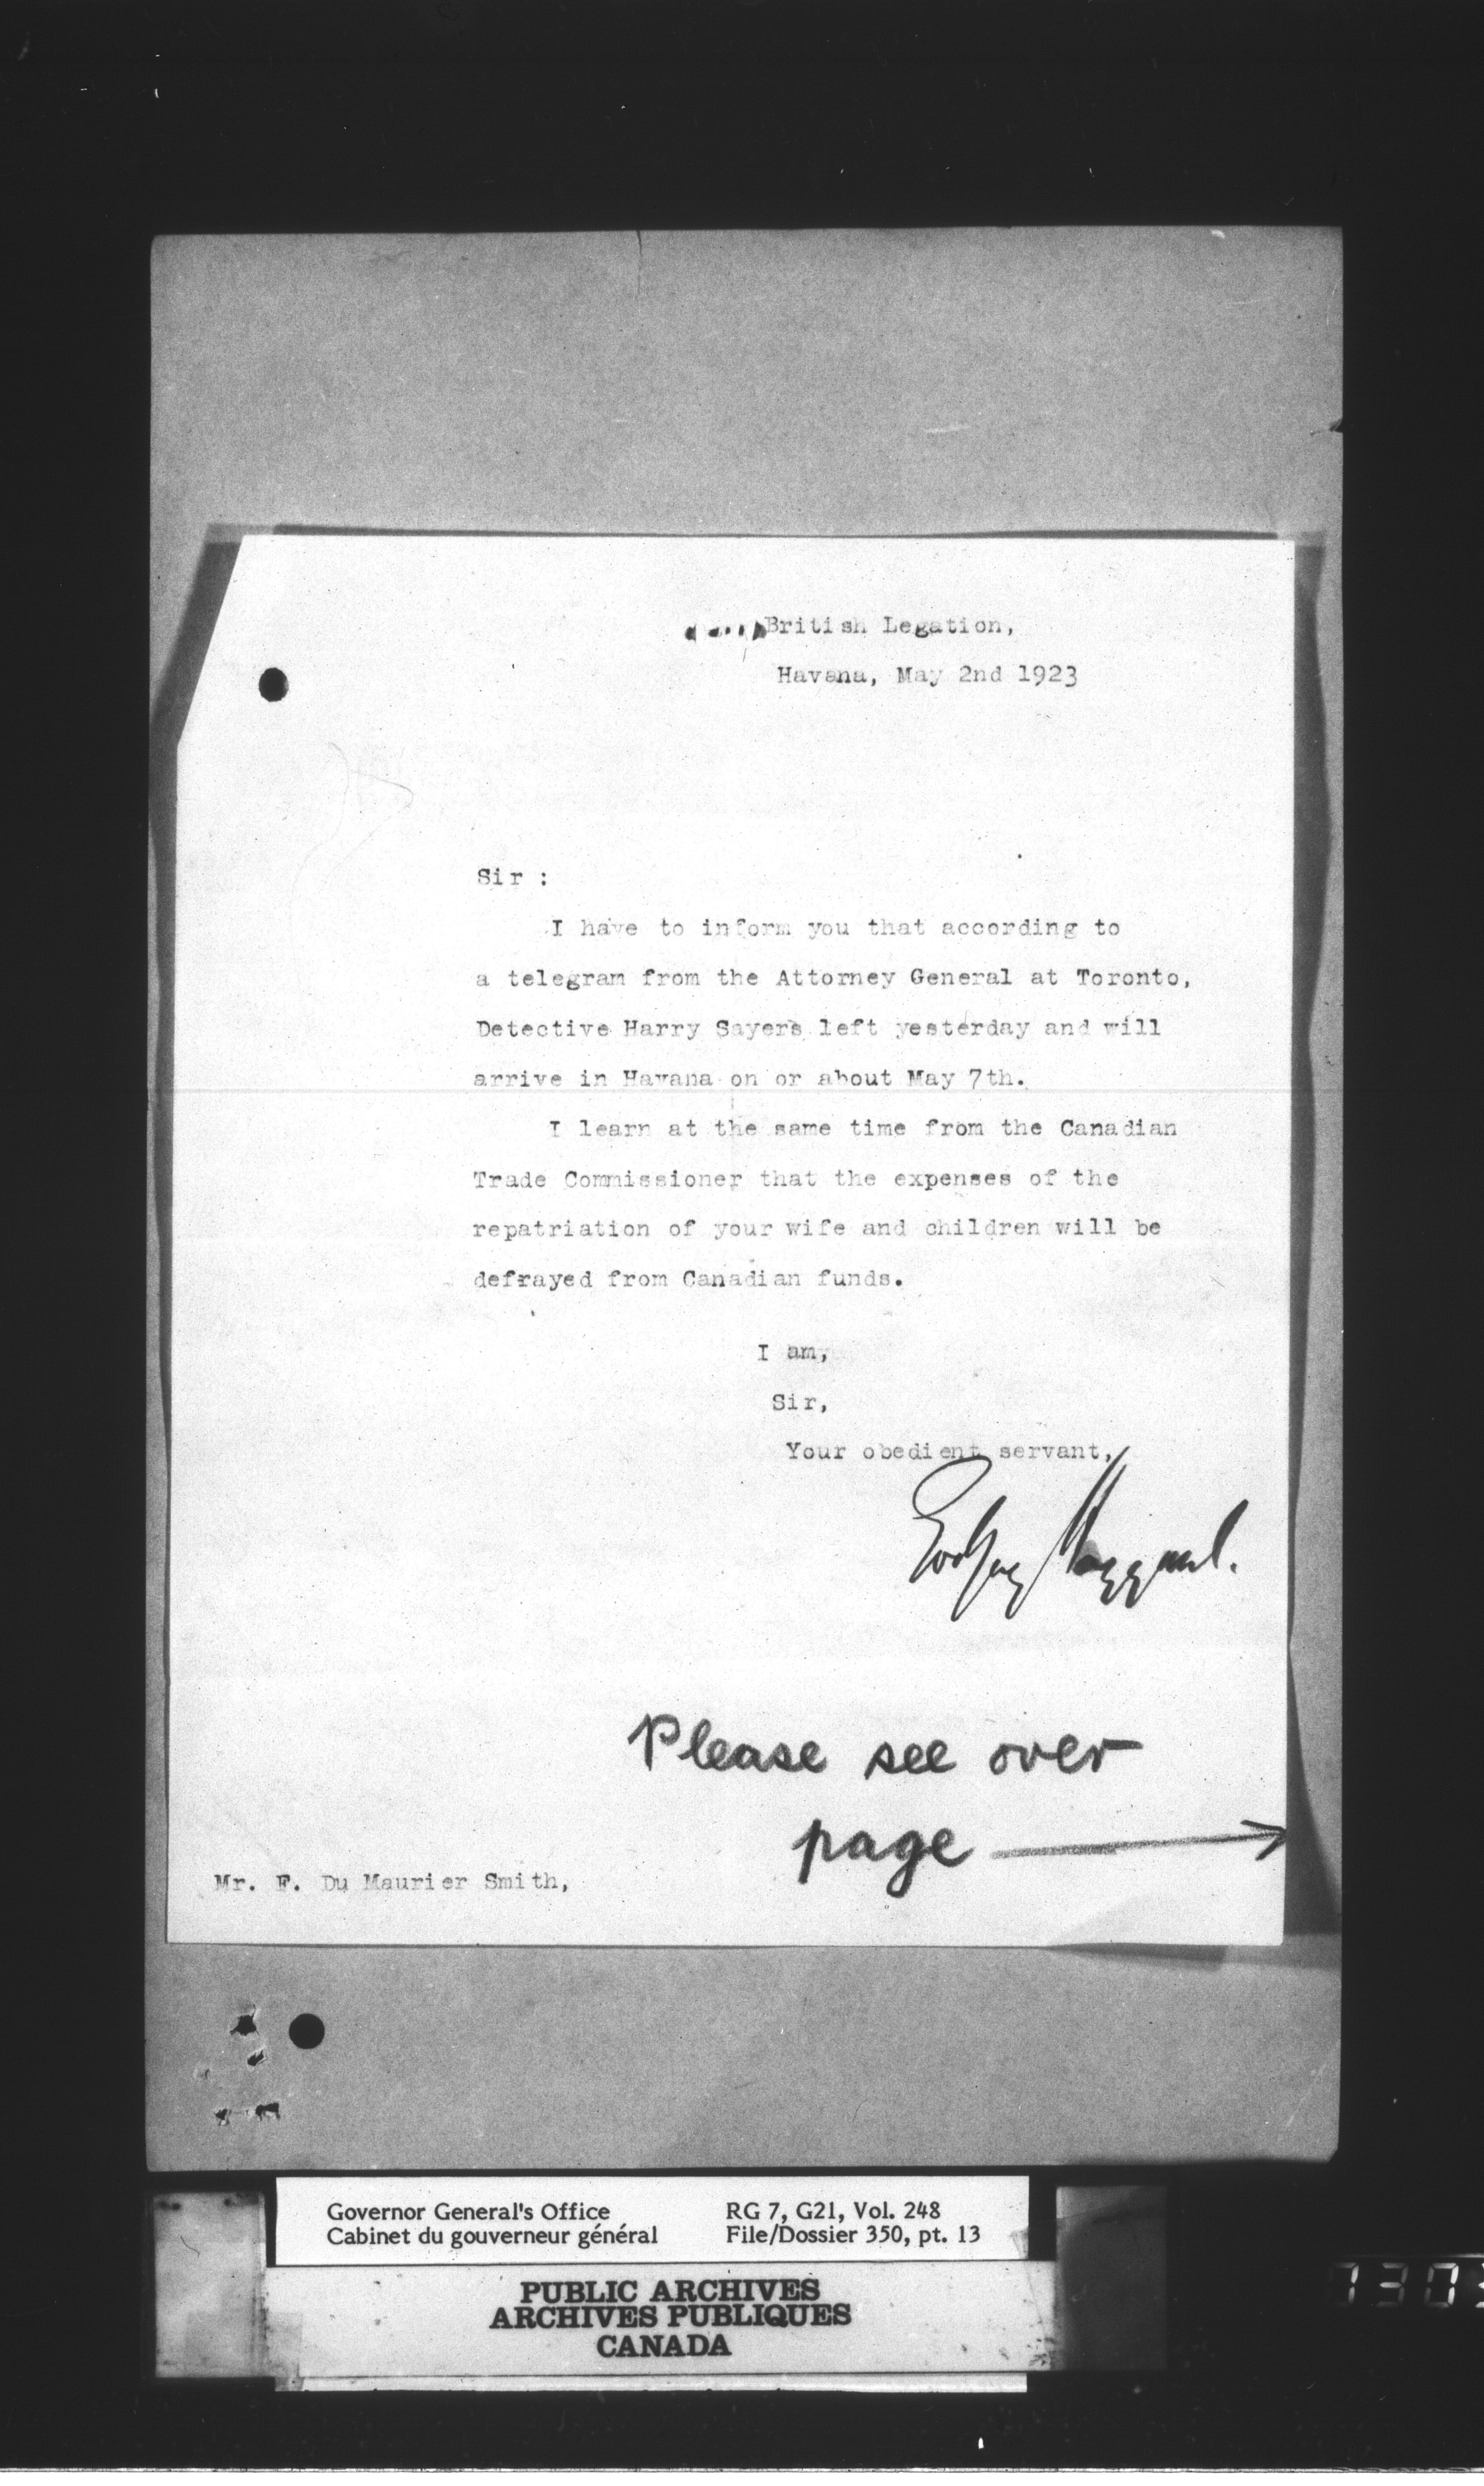 British Legation,
Havana, May 2nd 1923
Sir :
I have to inform you that according to
a telegram from the Attorney General at Toronto,
Detective Harry Sayers left yesterday and will
arrive in Havana on or about May 7th.
I learn at the same time from the Canadian
Trade Commissioner that the expenses of the
repatriation of your wife and children will be
defrayed from Canadian funds.
I am,
Sir,
Your obedient servant,
Godfrey Haggard.
Please see over
page
Mr. F. Du Maurier Smith,
Governor General's Office RG 7, G21, Vol. 248
Cabinet du gouverneur général File/Dossier 350, pt. 13
PUBLIC ARCHIVES
ARCHIVES PUBLIQUES
CANADA